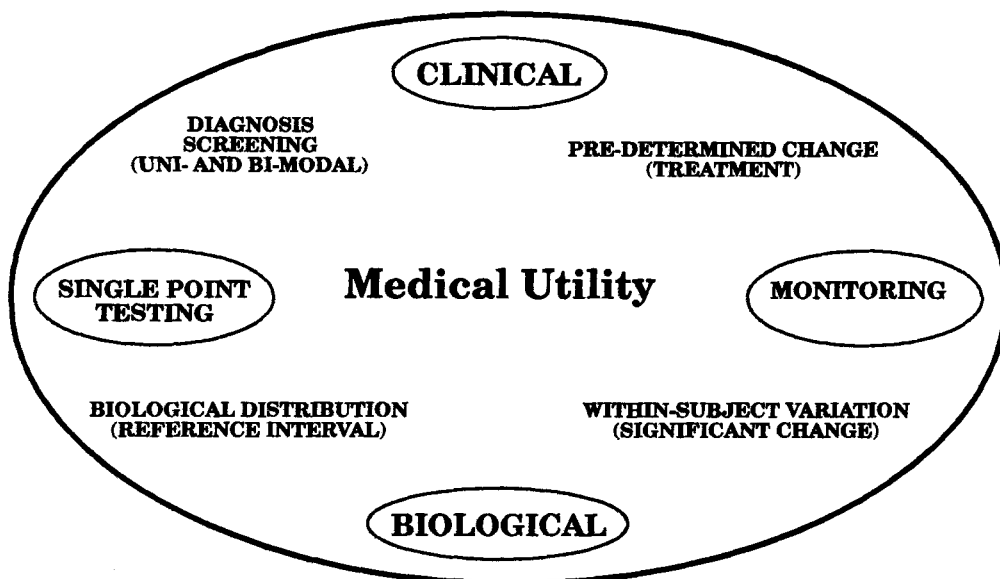 CLINICAL
DIAGNOSIS
SCREENING
(UNI- AND BI-MODAL)
PRE-DETERMINED CHANGE
(TREATMENT)
SINGLE POINT
TESTING
Medical Utility
MONITORING
BIOLOGICAL DISTRIBUTION
(REFERENCE INTERVAL)
WITHIN-SUBJECT VARIATION
(SIGNIFICANT CHANGE)
BIOLOGICAL